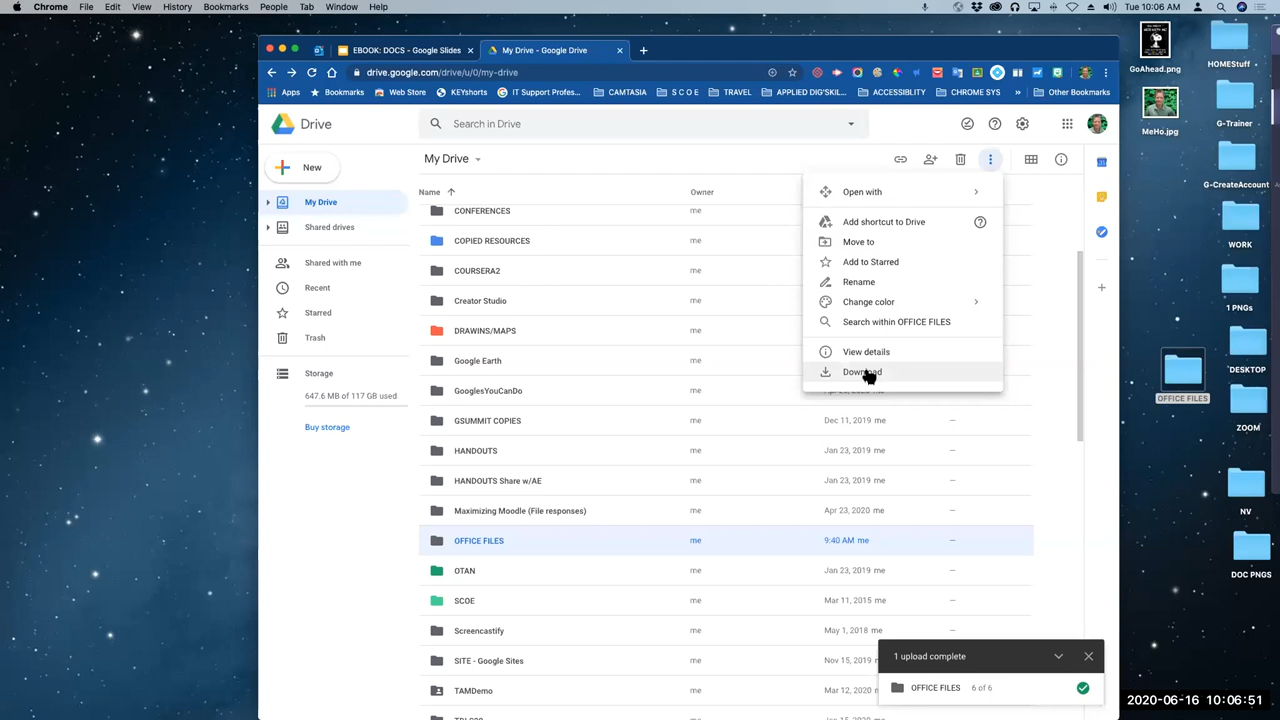 Chrome File Edit View History Bookmarks People Tab Window Help
Tue 10:06 AM
EBOOK: DOCS - Google Slides
My Drive - Google Drive
drive.google.com/drive/u/0/my-drive
Apps Bookmarks Web Store KEYshorts IT Support Profes... CAMTASIA S C O E TRAVEL APPLIED DIG'SKIL... ACCESSIBLITY CHROME SYS » Other Bookmarks
Drive
Search in Drive
New
My Drive
Name
Owner
My Drive
Shared drives
Shared with me
Recent
Starred
Trash
Storage
647.6 MB of 117 GB used
Buy storage
CONFERENCES me
COPIED RESOURCES me
COURSERA2 me
Creator Studio me
DRAWINS/MAPS me
Google Earth me
GooglesYouCanDo me
GSUMMIT COPIES me Dec 11, 2019 me —
HANDOUTS me Jan 23, 2019 me —
HANDOUTS Share w/AE me Jan 23, 2019 me —
Maximizing Moodle (File responses) me Apr 23, 2020 me —
OFFICE FILES me 9:40 AM me —
OTAN me Jan 23, 2019 me —
SCOE me Mar 11, 2015 me —
Screencastify me May 1, 2018 me —
SITE - Google Sites me Nov 15, 2019
TAMDemo me Mar 12, 2020
Open with
Add shortcut to Drive
Move to
Add to Starred
Rename
Change color
Search within OFFICE FILES
View details
Download
1 upload complete
OFFICE FILES 6 of 6
GoAhead.png
HOMEStuff
MeHo.jpg
G-Trainer
G-CreateAccount
WORK
1 PNGs
DESKTOP
OFFICE FILES
ZOOM
NV
DOC PNGS
2020-06-16 10:06:51